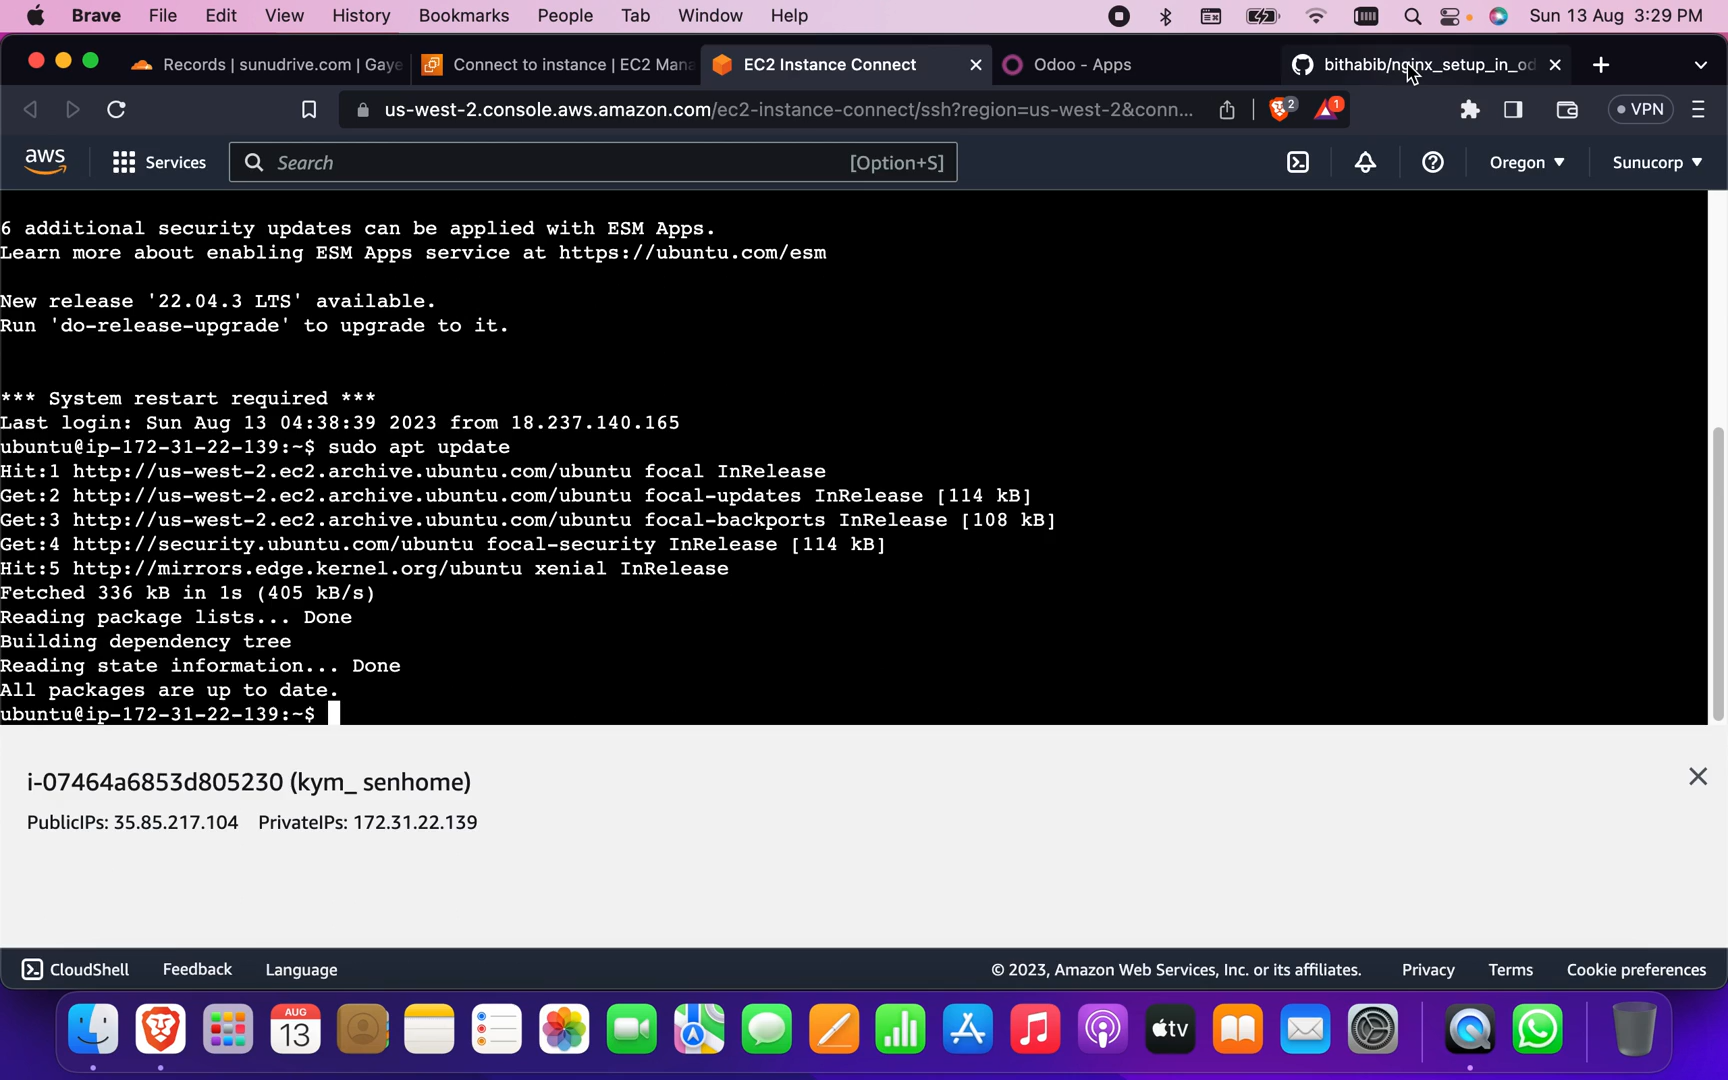 Brave File Edit View History Bookmarks People Tab Window Help Sun 13 Aug 3:29 PM
Records | sunudrive.com | Gaye Connect to instance | EC2 Mana EC2 Instance Connect Odoo - Apps bithabib/nginx_setup_in_od
us-west-2.console.aws.amazon.com/ec2-instance-connect/ssh?region=us-west-2&conn... 2 1 VPN
aws Services Search [Option+S] Oregon Sunucorp
6 additional security updates can be applied with ESM Apps.
Learn more about enabling ESM Apps service at https://ubuntu.com/esm
New release '22.04.3 LTS' available.
Run 'do-release-upgrade' to upgrade to it.
*** System restart required ***
Last login: Sun Aug 13 04:38:39 2023 from 18.237.140.165
ubuntu@ip-172-31-22-139:~$ sudo apt update
Hit:1 http://us-west-2.ec2.archive.ubuntu.com/ubuntu focal InRelease
Get:2 http://us-west-2.ec2.archive.ubuntu.com/ubuntu focal-updates InRelease [114 kB]
Get:3 http://us-west-2.ec2.archive.ubuntu.com/ubuntu focal-backports InRelease [108 kB]
Get:4 http://security.ubuntu.com/ubuntu focal-security InRelease [114 kB]
Hit:5 http://mirrors.edge.kernel.org/ubuntu xenial InRelease
Fetched 336 kB in 1s (405 kB/s)
Reading package lists... Done
Building dependency tree
Reading state information... Done
All packages are up to date.
ubuntu@ip-172-31-22-139:~$
i-07464a6853d805230 (kym_ senhome)
PublicIPs: 35.85.217.104 PrivateIPs: 172.31.22.139
CloudShell Feedback Language © 2023, Amazon Web Services, Inc. or its affiliates. Privacy Terms Cookie preferences
AUG
13
tv